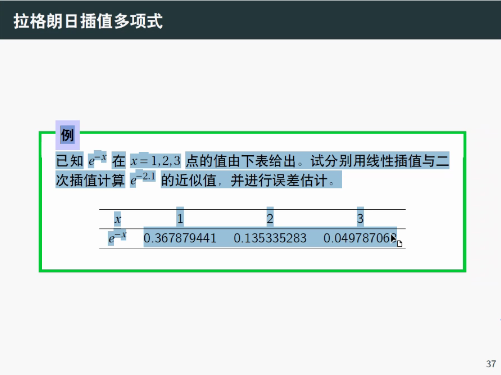 拉格朗日插值多项式
例
已知 e^{-x} 在 x = 1, 2, 3 点的值由下表给出。试分别用线性插值与二
次插值计算 e^{-2.1} 的近似值，并进行误差估计。
x 1 2 3
e^{-x} 0.367879441 0.135335283 0.049787068
37